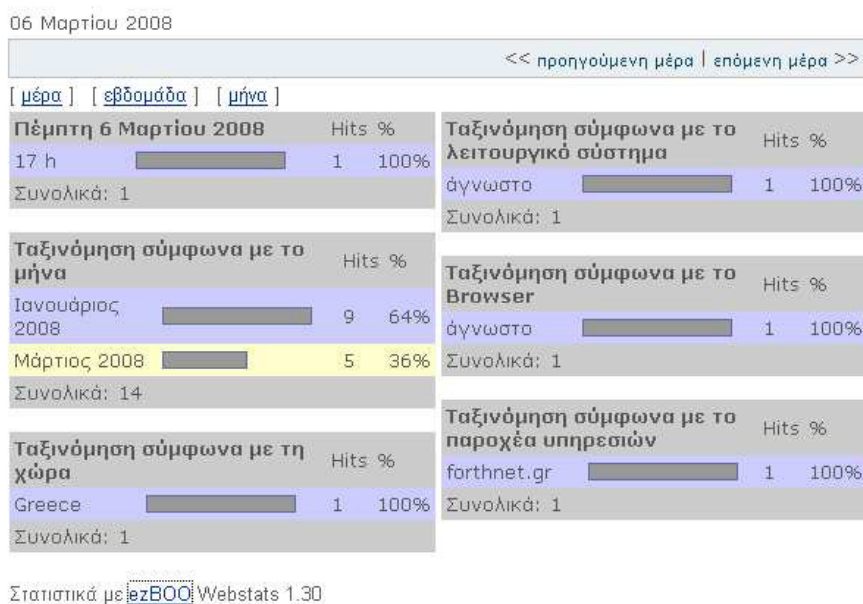 06 Μαρτίου 2008
<< προηγούμενη μέρα | επόμενη μέρα >>
[ μέρα ] [ εβδομάδα ] [ μήνα ]
Πέμπτη 6 Μαρτίου 2008 Hits %
17 h 1 100%
Συνολικά: 1
Ταξινόμηση σύμφωνα με το
μήνα Hits %
Ιανουάριος
2008 9 64%
Μάρτιος 2008 5 36%
Συνολικά: 14
Ταξινόμηση σύμφωνα με τη
χώρα Hits %
Greece 1 100%
Συνολικά: 1
Ταξινόμηση σύμφωνα με το
λειτουργικό σύστημα Hits %
άγνωστο 1 100%
Συνολικά: 1
Ταξινόμηση σύμφωνα με το
Browser Hits %
άγνωστο 1 100%
Συνολικά: 1
Ταξινόμηση σύμφωνα με το
παροχέα υπηρεσιών Hits %
forthnet.gr 1 100%
Συνολικά: 1
Στατιστικά με ezBOO Webstats 1.30